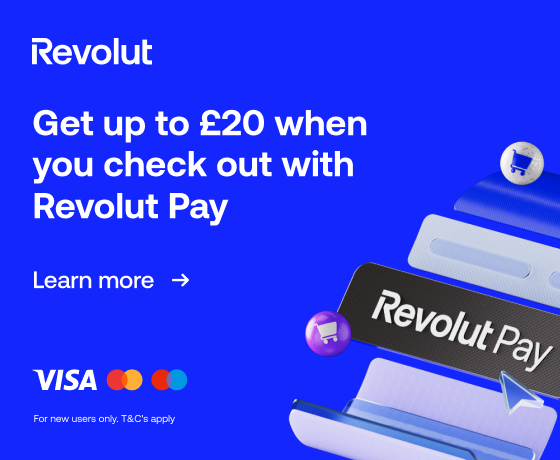 Revolut
Get up to £20 when
you check out with
Revolut Pay
Learn more →
Revolut Pay
VISA
For new users only. T&C's apply